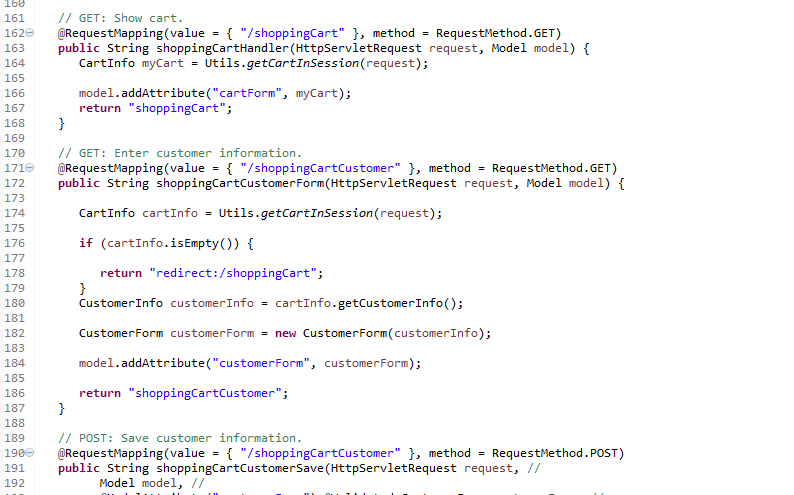 160
161 // GET: Show cart.
162 @RequestMapping(value = { "/shoppingCart" }, method = RequestMethod.GET)
163 public String shoppingCartHandler(HttpServletRequest request, Model model) {
164 CartInfo myCart = Utils.getCartInSession(request);
165
166 model.addAttribute("cartForm", myCart);
167 return "shoppingCart";
168 }
169
170 // GET: Enter customer information.
171 @RequestMapping(value = { "/shoppingCartCustomer" }, method = RequestMethod.GET)
172 public String shoppingCartCustomerForm(HttpServletRequest request, Model model) {
173
174 CartInfo cartInfo = Utils.getCartInSession(request);
175
176 if (cartInfo.isEmpty()) {
177
178 return "redirect:/shoppingCart";
179 }
180 CustomerInfo customerInfo = cartInfo.getCustomerInfo();
181
182 CustomerForm customerForm = new CustomerForm(customerInfo);
183
184 model.addAttribute("customerForm", customerForm);
185
186 return "shoppingCartCustomer";
187 }
188
189 // POST: Save customer information.
190 @RequestMapping(value = { "/shoppingCartCustomer" }, method = RequestMethod.POST)
191 public String shoppingCartCustomerSave(HttpServletRequest request, //
192 Model model, //